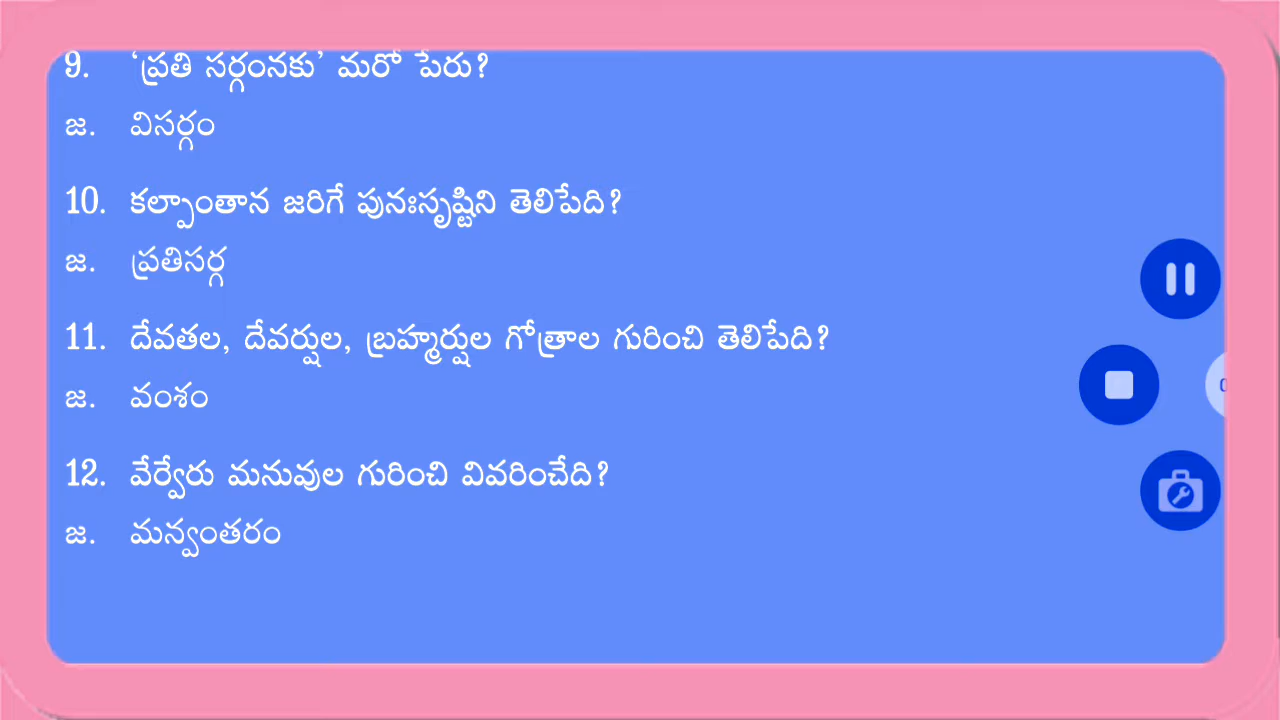 9. ‘ప్రతి సర్గంనకు’ మరో పేరు?
జ. విసర్గం
10. కల్పాంతాన జరిగే పునఃసృష్టిని తెలిపేది?
జ. ప్రతిసర్గ
11. దేవతల, దేవర్షుల, బ్రహ్మర్షుల గోత్రాల గురించి తెలిపేది?
జ. వంశం
12. వేర్వేరు మనువుల గురించి వివరించేది?
జ. మన్వంతరం